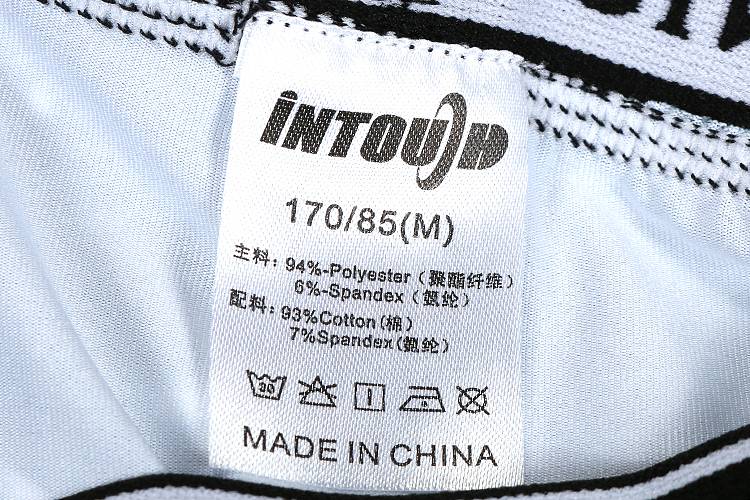 INTOUCH
170/85(M)
主料: 94%-Polyester (聚酯纤维)
6%-Spandex (氨纶)
配料: 93%Cotton(棉)
7%Spandex(氨纶)
30
MADE IN CHINA